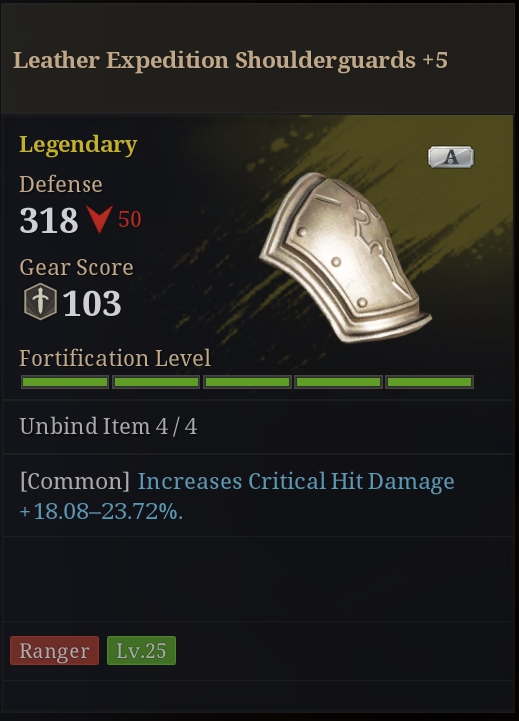 Leather Expedition Shoulderguards +5
Legendary
A
Defense
318 50
Gear Score
103
Fortification Level
Unbind Item 4 / 4
[Common] Increases Critical Hit Damage
+18.08–23.72%.
Ranger Lv.25